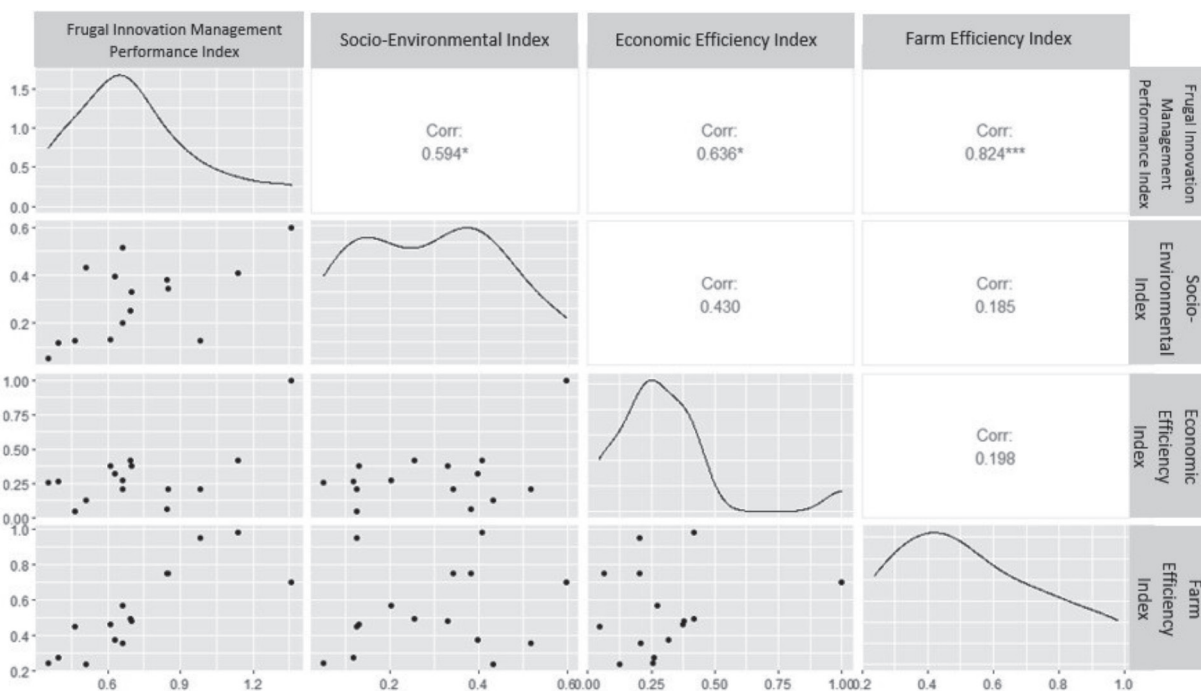 Frugal Innovation Management
Performance Index
Socio-Environmental Index
Economic Efficiency Index
Farm Efficiency Index
1.5
1.0
0.5
0.0
Corr:
0.594*
Corr:
0.636*
Corr:
0.824***
Frugal Innovation
Management
Performance Index
0.6
0.4
0.2
Corr:
0.430
Corr:
0.185
Socio-
Environmental
Index
1.00
0.75
0.50
0.25
0.00
Corr:
0.198
Economic
Efficiency
Index
1.0
0.8
0.6
0.4
0.2
Farm
Efficiency
Index
0.6 0.9 1.2
0.2 0.4 0.6
0.00 0.25 0.50 0.75 1.00
0.2 0.4 0.6 0.8 1.0